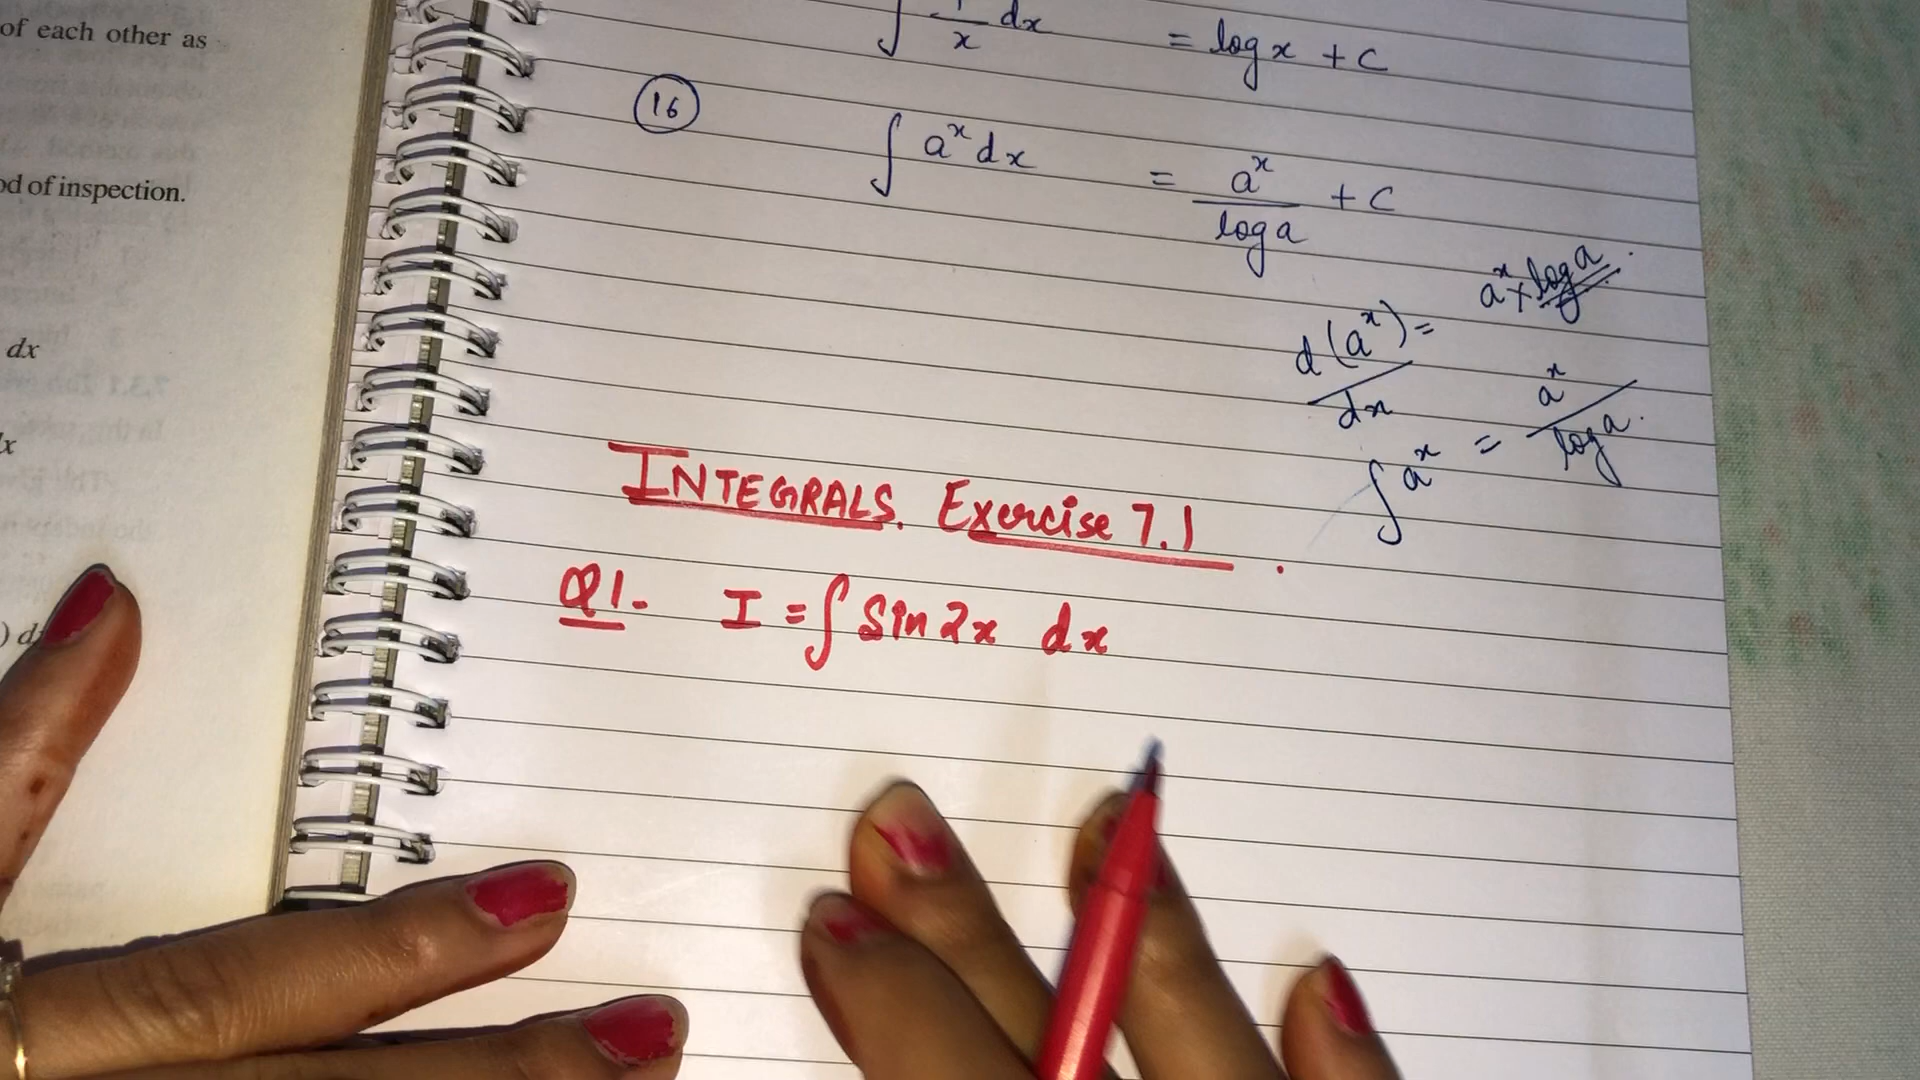 of each other as
od of inspection.
dx
x
) d
∫ 1/x dx = log x + c
16
∫ a^x dx = a^x / log a + c
d(a^x)/dx = a^x × log a.
∫ a^x = a^x / log a.
INTEGRALS. Exercise 7.1 .
Q1. I = ∫ Sin 2x dx